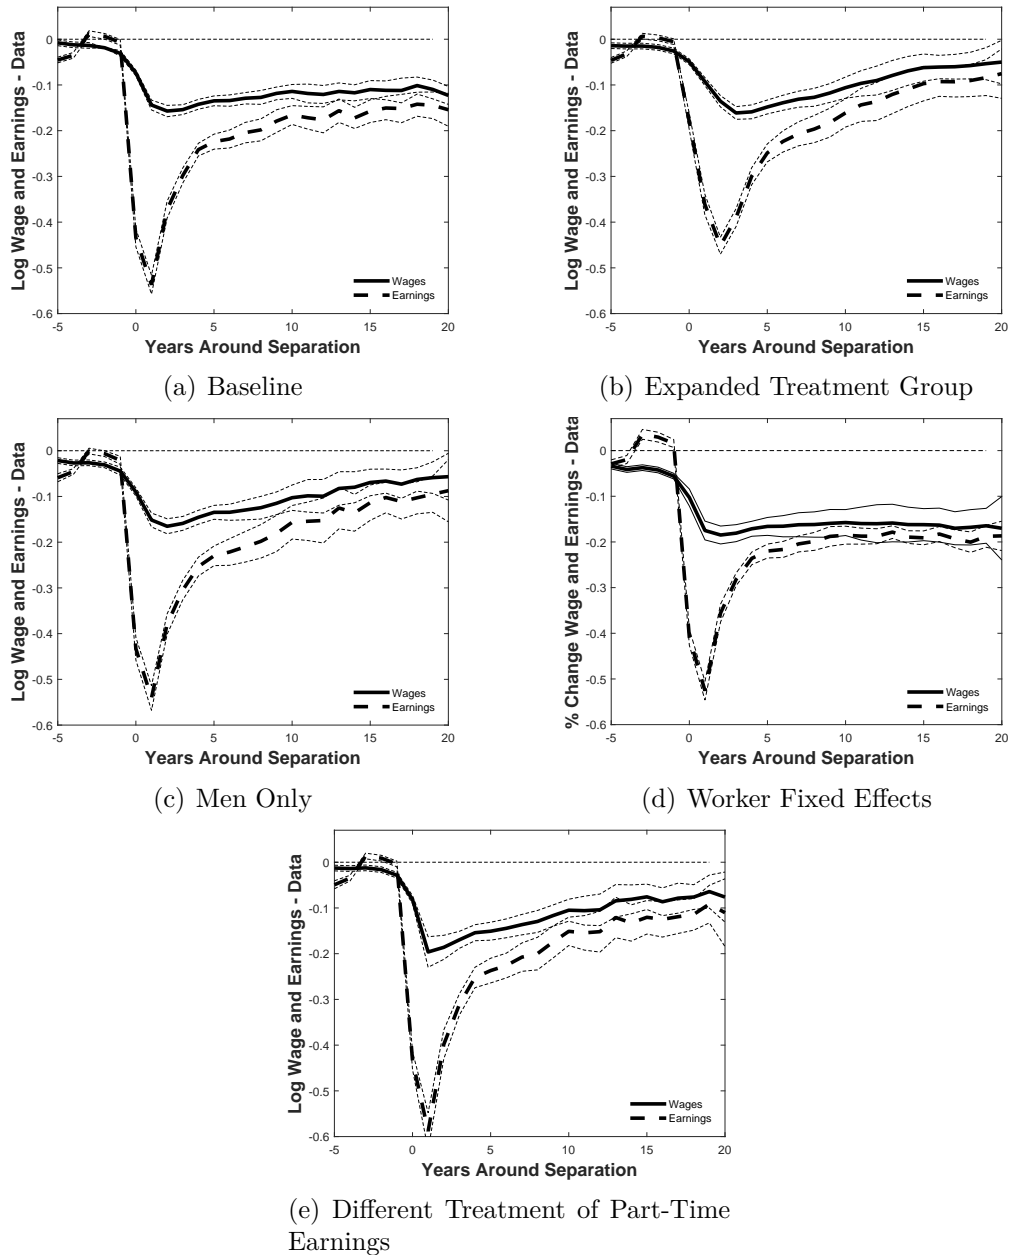 Log Wage and Earnings - Data
0
-0.1
-0.2
-0.3
-0.4
-0.5
-0.6
Wages
Earnings
-5 0 5 10 15 20
Years Around Separation
(a) Baseline
Log Wage and Earnings - Data
0
-0.1
-0.2
-0.3
-0.4
-0.5
-0.6
Wages
Earnings
-5 0 5 10 15 20
Years Around Separation
(b) Expanded Treatment Group
Log Wage and Earnings - Data
0
-0.1
-0.2
-0.3
-0.4
-0.5
-0.6
Wages
Earnings
-5 0 5 10 15 20
Years Around Separation
(c) Men Only
% Change Wage and Earnings - Data
0
-0.1
-0.2
-0.3
-0.4
-0.5
-0.6
Wages
Earnings
-5 0 5 10 15 20
Years Around Separation
(d) Worker Fixed Effects
Log Wage and Earnings - Data
0
-0.1
-0.2
-0.3
-0.4
-0.5
-0.6
Wages
Earnings
-5 0 5 10 15 20
Years Around Separation
(e) Different Treatment of Part-Time
Earnings